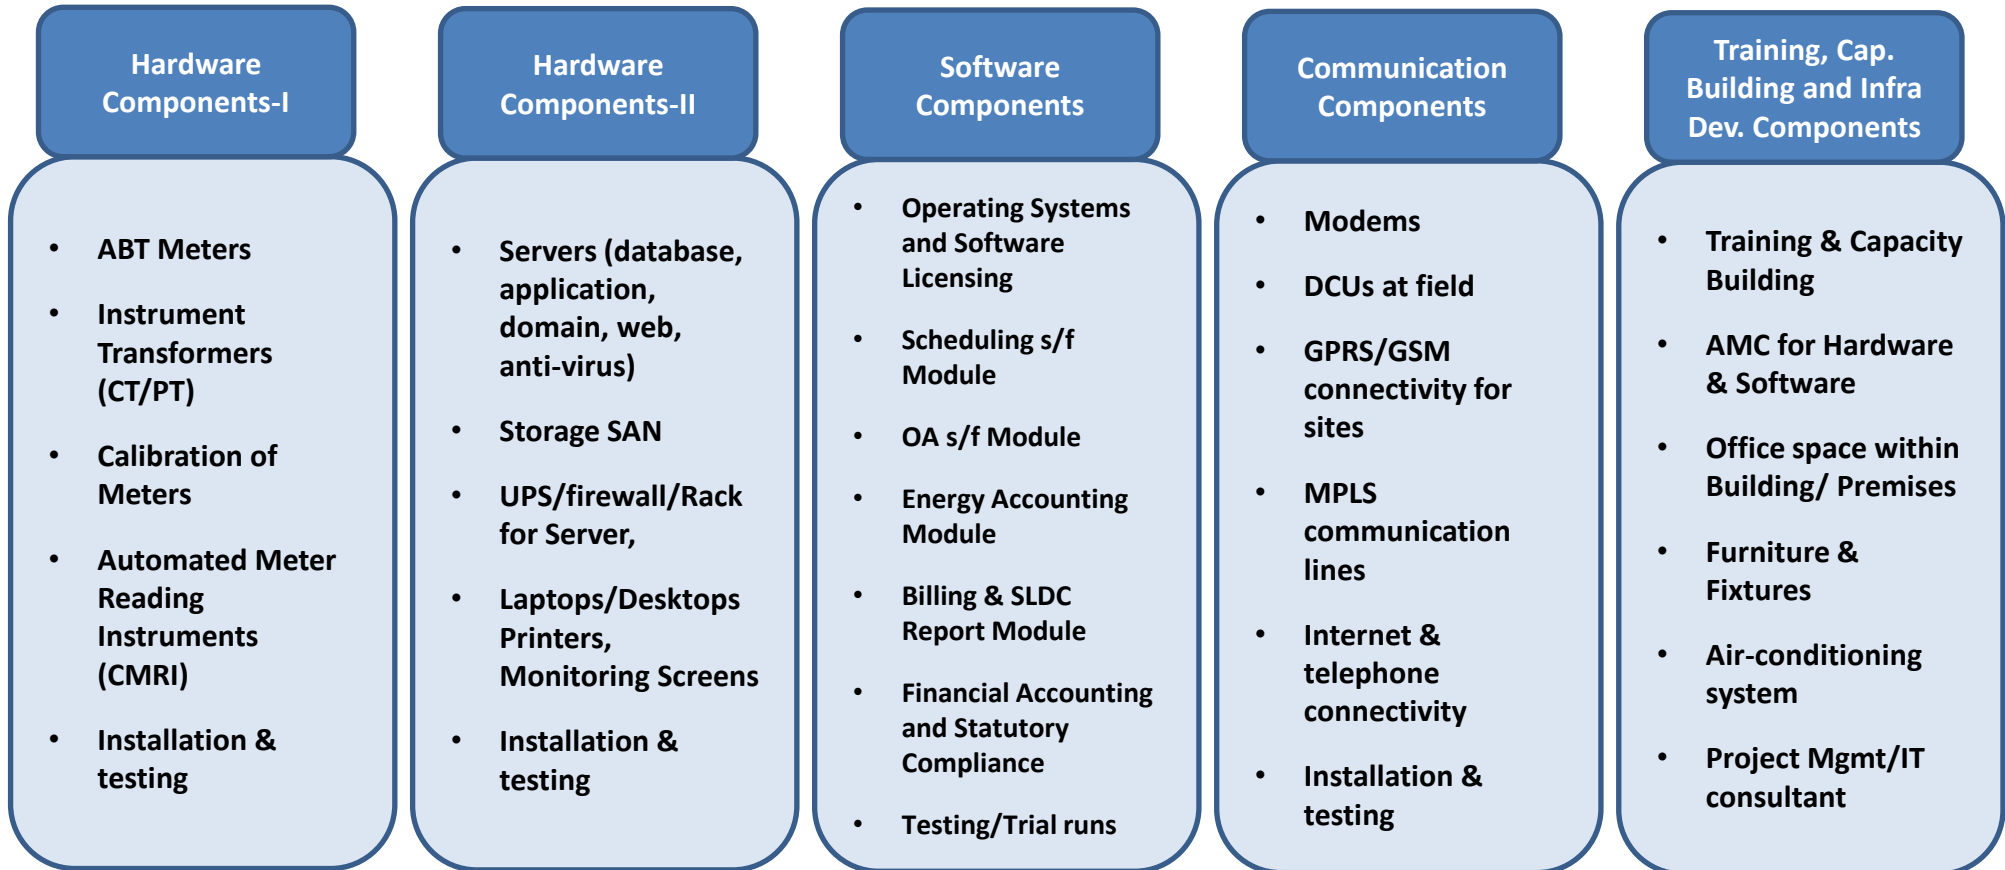 Hardware
Components-I
• ABT Meters
• Instrument
Transformers
(CT/PT)
• Calibration of
Meters
• Automated Meter
Reading
Instruments
(CMRI)
• Installation &
testing
Hardware
Components-II
• Servers (database,
application,
domain, web,
anti-virus)
• Storage SAN
• UPS/firewall/Rack
for Server,
• Laptops/Desktops
Printers,
Monitoring Screens
• Installation &
testing
Software
Components
• Operating Systems
and Software
Licensing
• Scheduling s/f
Module
• OA s/f Module
• Energy Accounting
Module
• Billing & SLDC
Report Module
• Financial Accounting
and Statutory
Compliance
• Testing/Trial runs
Communication
Components
• Modems
• DCUs at field
• GPRS/GSM
connectivity for
sites
• MPLS
communication
lines
• Internet &
telephone
connectivity
• Installation &
testing
Training, Cap.
Building and Infra
Dev. Components
• Training & Capacity
Building
• AMC for Hardware
& Software
• Office space within
Building/ Premises
• Furniture &
Fixtures
• Air-conditioning
system
• Project Mgmt/IT
consultant